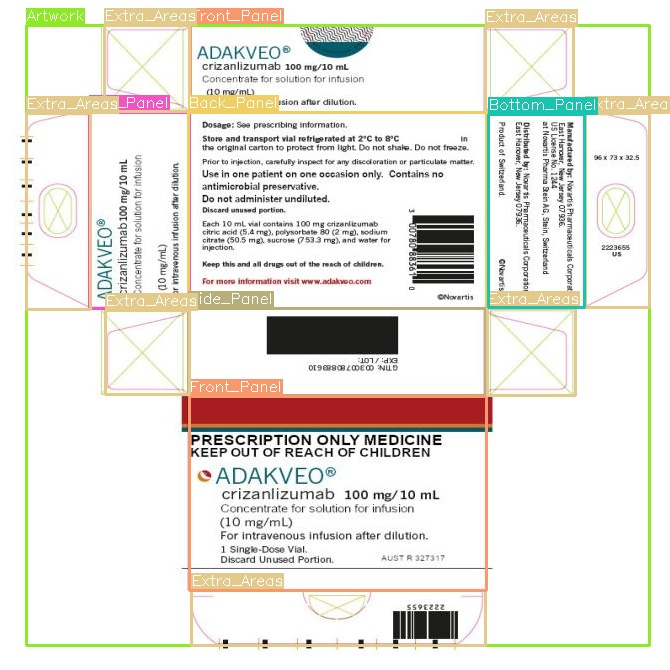 Artwork
Extra_Areas
Front_Panel
Extra_Areas
ADAKVEO®
crizanlizumab 100 mg/10 mL
Concentrate for solution for infusion
(10 mg/mL)
usion after dilution.
Extra_Areas
_Panel
Back_Panel
Bottom_Panel
xtra_Areas
ADAKVEO®
crizanlizumab 100 mg/10 mL
Concentrate for solution for infusion
(10 mg/mL)
or intravenous infusion after dilution.
Dosage: See prescribing information.
Store and transport vial refrigerated at 2°C to 8°C in
the original carton to protect from light. Do not shake. Do not freeze.
Prior to injection, carefully inspect for any discoloration or particulate matter.
Use in one patient on one occasion only. Contains no
antimicrobial preservative.
Do not administer undiluted.
Discard unused portion.
Each 10 mL vial contains 100 mg crizanlizumab
citric acid (5.4 mg), polysorbate 80 (2 mg), sodium
citrate (50.5 mg), sucrose (753.3 mg), and water for
injection.
Keep this and all drugs out of the reach of children.
For more information visit www.adakveo.com
3 00780 88361 0
©Novartis
Manufactured by: Novartis Pharmaceuticals Corporat
East Hanover, New Jersey 07936.
US License No. 1244
at Novartis Pharma Stein AG, Stein, Switzerland
Distributed by: Novartis Pharmaceuticals Corporation
East Hanover, New Jersey 07936.
Product of Switzerland.
©Novartis
96 x 73 x 32.5
2223655
US
Extra_Areas
ide_Panel
Extra_Areas
EXP: / LOT:
GTIN: 00300780883610
Front_Panel
PRESCRIPTION ONLY MEDICINE
KEEP OUT OF REACH OF CHILDREN
ADAKVEO®
crizanlizumab 100 mg/10 mL
Concentrate for solution for infusion
(10 mg/mL)
For intravenous infusion after dilution.
1 Single-Dose Vial.
Discard Unused Portion.
AUST R 327317
Extra_Areas
2223655